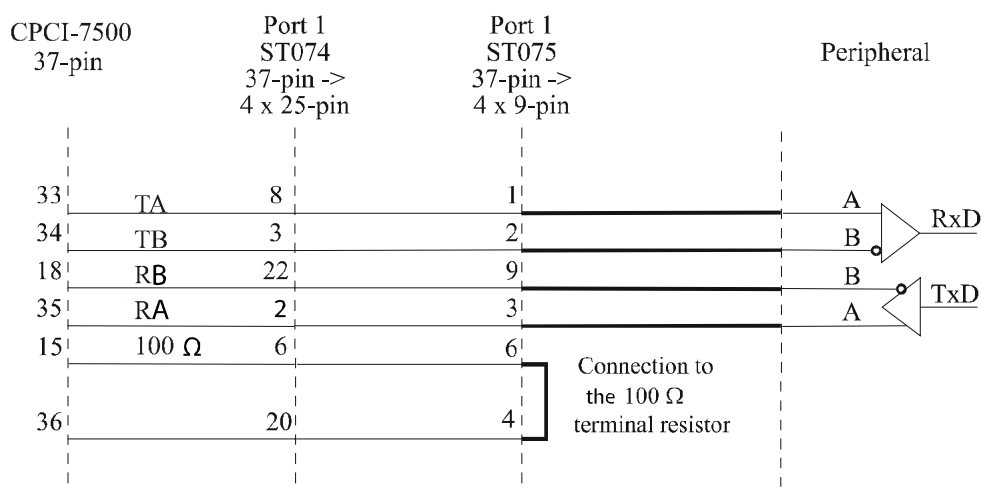 CPCI-7500
37-pin
Port 1
ST074
37-pin ->
4 x 25-pin
Port 1
ST075
37-pin ->
4 x 9-pin
Peripheral
33 TA 8 1 A RxD
34 TB 3 2 B
18 RB 22 9 B TxD
35 RA 2 3 A
15 100 Ω 6 6
Connection to
the 100 Ω
terminal resistor
36 20 4